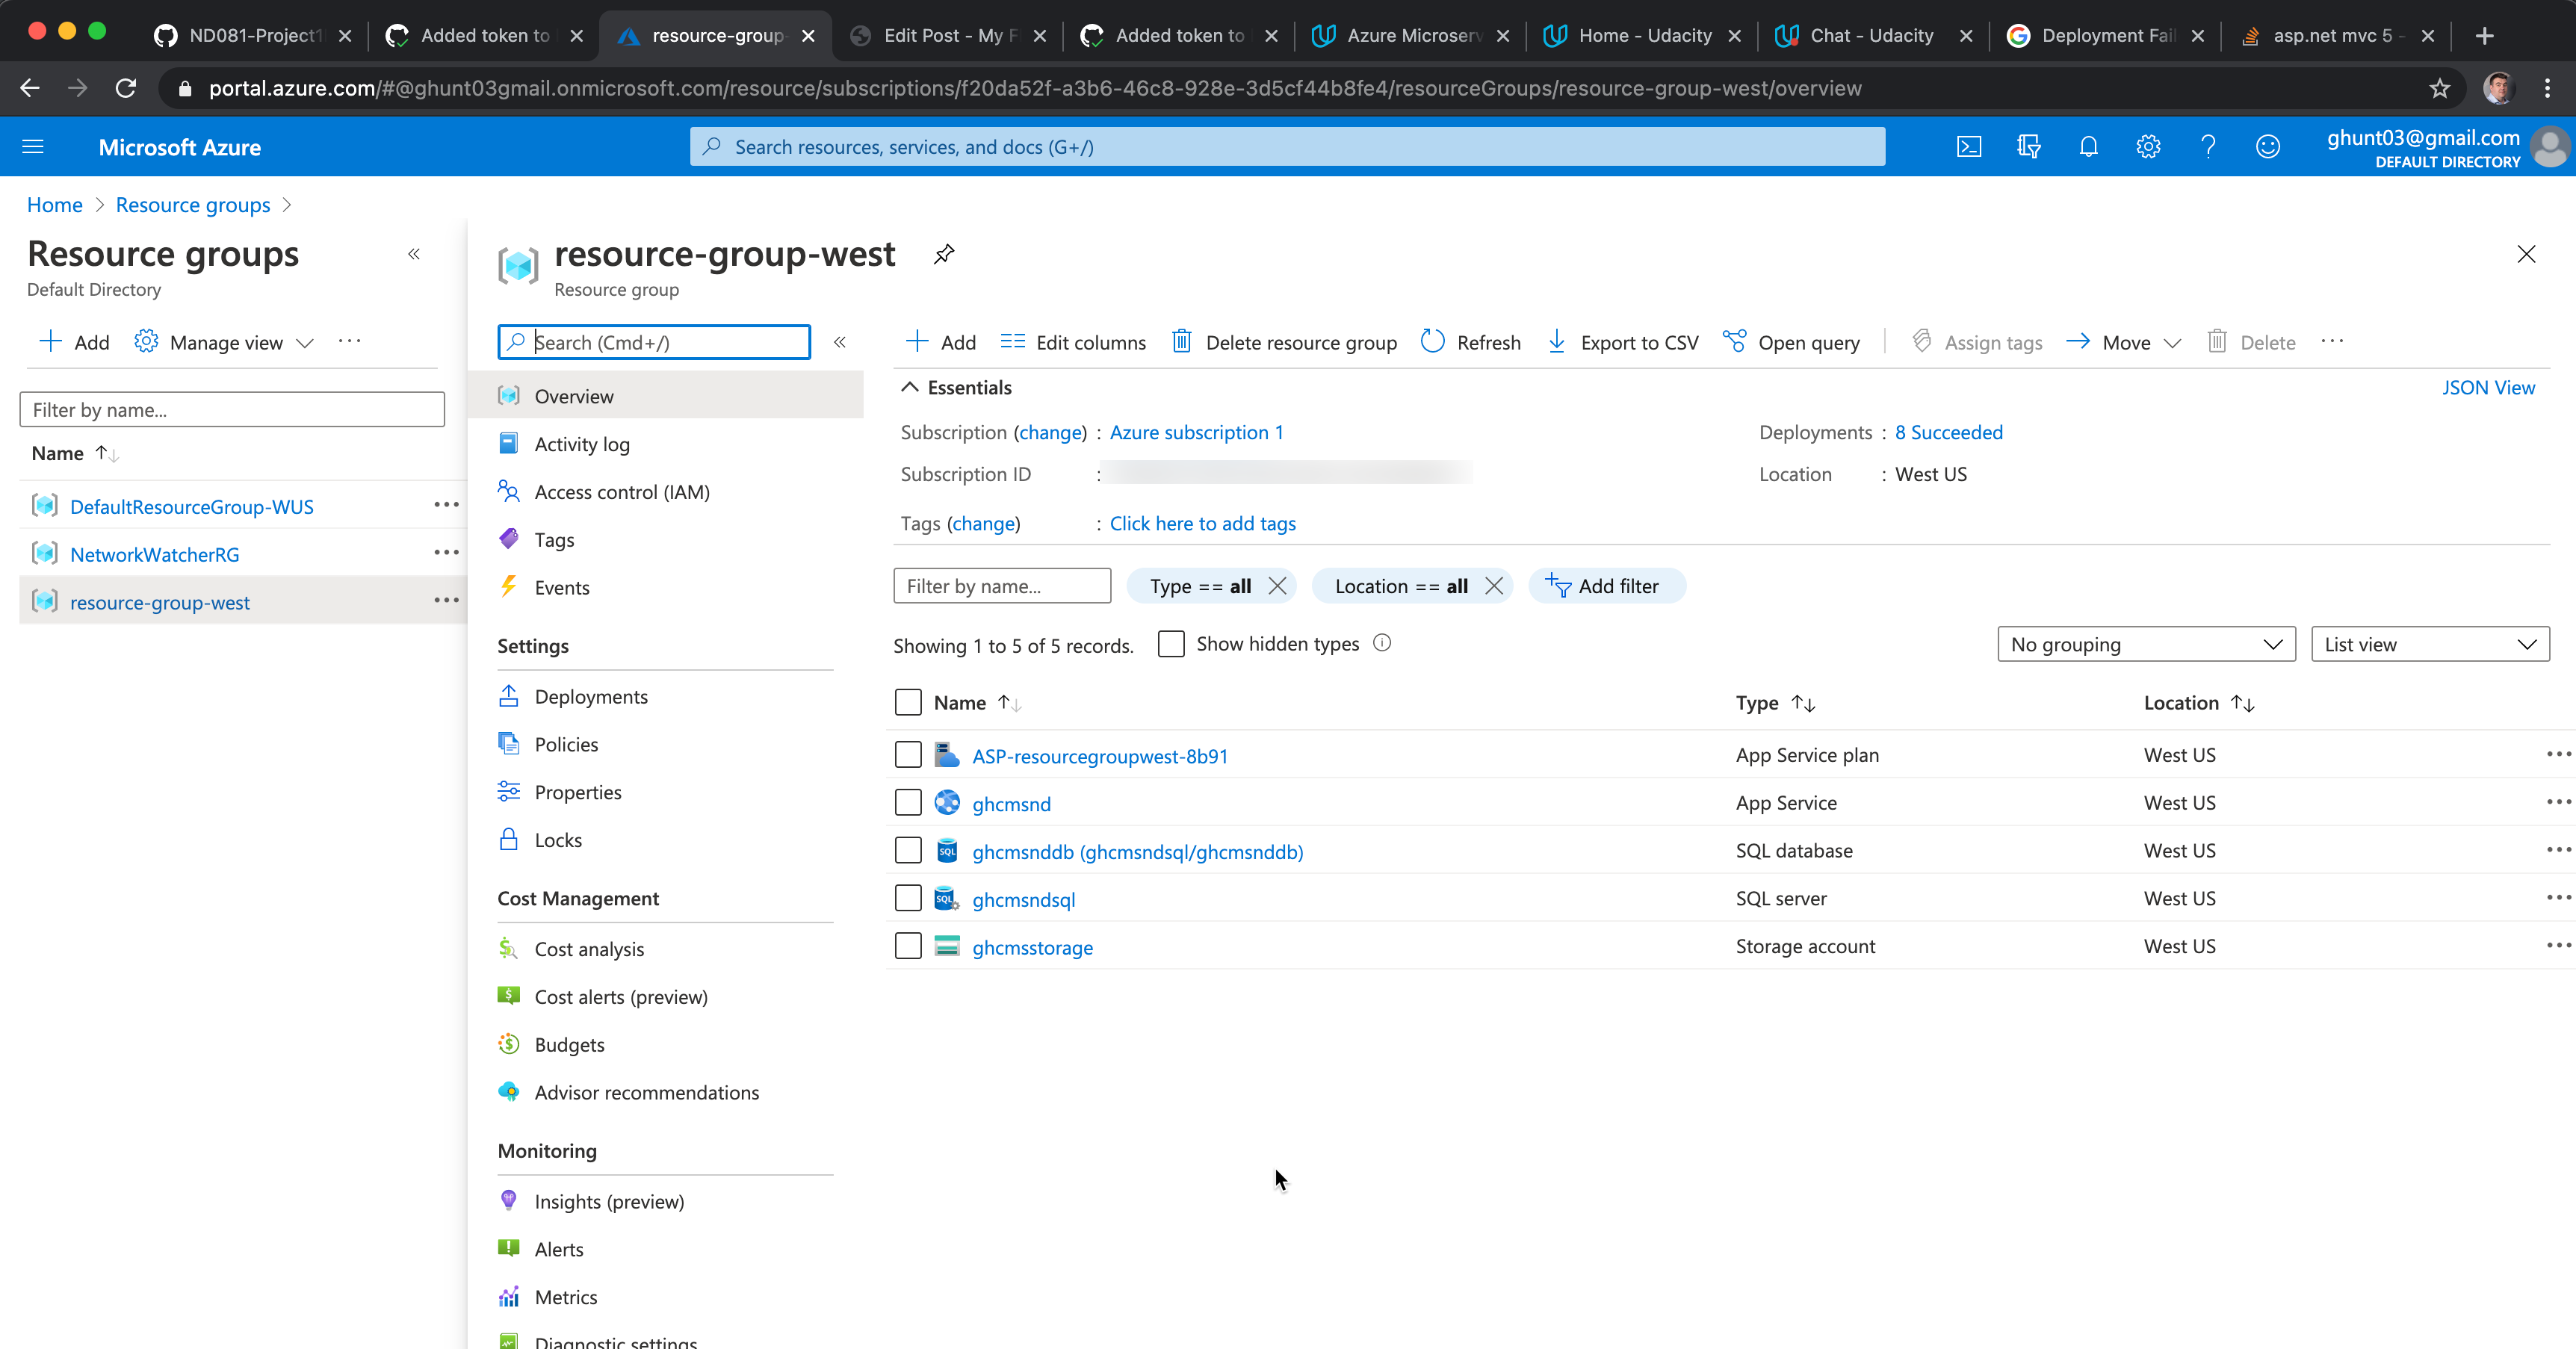 ND081-Project1
Added token to
resource-group-
Edit Post - My F
Added token to
Azure Microserv
Home - Udacity
Chat - Udacity
Deployment Fail
asp.net mvc 5 -
portal.azure.com/#@ghunt03gmail.onmicrosoft.com/resource/subscriptions/f20da52f-a3b6-46c8-928e-3d5cf44b8fe4/resourceGroups/resource-group-west/overview
Microsoft Azure
Search resources, services, and docs (G+/)
ghunt03@gmail.com
DEFAULT DIRECTORY
Home > Resource groups >
Resource groups
Default Directory
Add
Manage view
Filter by name...
Name
DefaultResourceGroup-WUS
NetworkWatcherRG
resource-group-west
resource-group-west
Resource group
Search (Cmd+/)
Overview
Activity log
Access control (IAM)
Tags
Events
Settings
Deployments
Policies
Properties
Locks
Cost Management
Cost analysis
Cost alerts (preview)
Budgets
Advisor recommendations
Monitoring
Insights (preview)
Alerts
Metrics
Diagnostic settings
Add
Edit columns
Delete resource group
Refresh
Export to CSV
Open query
Assign tags
Move
Delete
Essentials
JSON View
Subscription (change) : Azure subscription 1
Deployments : 8 Succeeded
Subscription ID :
Location : West US
Tags (change) : Click here to add tags
Filter by name...
Type == all
Location == all
Add filter
Showing 1 to 5 of 5 records.
Show hidden types
No grouping
List view
Name Type Location
ASP-resourcegroupwest-8b91 App Service plan West US
ghcmsnd App Service West US
ghcmsnddb (ghcmsndsql/ghcmsnddb) SQL database West US
ghcmsndsql SQL server West US
ghcmsstorage Storage account West US